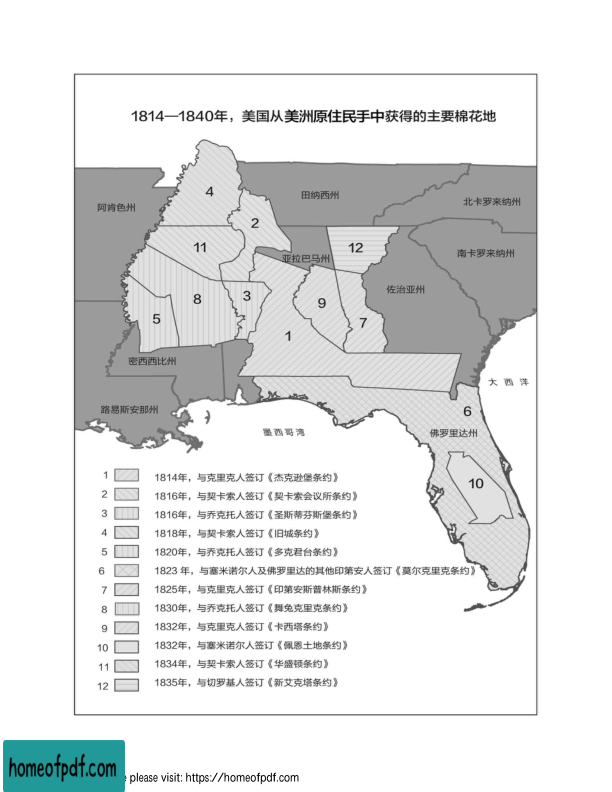 1814—1840年，美国从美洲原住民手中获得的主要棉花地
4
田纳西州
阿肯色州
北卡罗来纳州
2
11
12
亚拉巴马州
南卡罗来纳州
佐治亚州
3
8
9
5
7
1
密西西比州
大西洋
路易斯安那州
6
墨西哥湾
佛罗里达州
10
1 1814年，与克里克人签订《杰克逊堡条约》
2 1816年，与契卡索人签订《契卡索会议所条约》
3 1816年，与乔克托人签订《圣斯蒂芬斯堡条约》
4 1818年，与契卡索人签订《旧城条约》
5 1820年，与乔克托人签订《多克君台条约》
6 1823 年，与塞米诺尔人及佛罗里达的其他印第安人签订《莫尔克里克条约》
7 1825年，与克里克人签订《印第安斯普林斯条约》
8 1830年，与乔克托人签订《舞兔克里克条约》
9 1832年，与克里克人签订《卡西塔条约》
10 1832年，与塞米诺尔人签订《佩恩土地条约》
11 1834年，与契卡索人签订《华盛顿条约》
12 1835年，与切罗基人签订《新艾克塔条约》
homeofpdf.com
please visit: https://homeofpdf.com